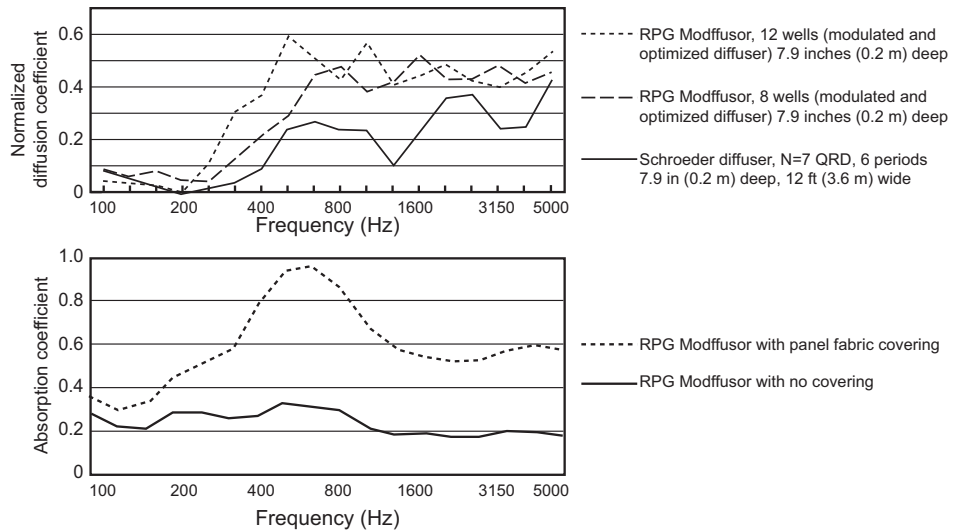 Normalized
diffusion coefficient
0.6
0.4
0.2
0
100 200 400 800 1600 3150 5000
Frequency (Hz)
RPG Modffusor, 12 wells (modulated and
optimized diffuser) 7.9 inches (0.2 m) deep
RPG Modffusor, 8 wells (modulated and
optimized diffuser) 7.9 inches (0.2 m) deep
Schroeder diffuser, N=7 QRD, 6 periods
7.9 in (0.2 m) deep, 12 ft (3.6 m) wide
Absorption coefficient
1.0
0.8
0.6
0.4
0.2
0
100 200 400 800 1600 3150 5000
Frequency (Hz)
RPG Modffusor with panel fabric covering
RPG Modffusor with no covering